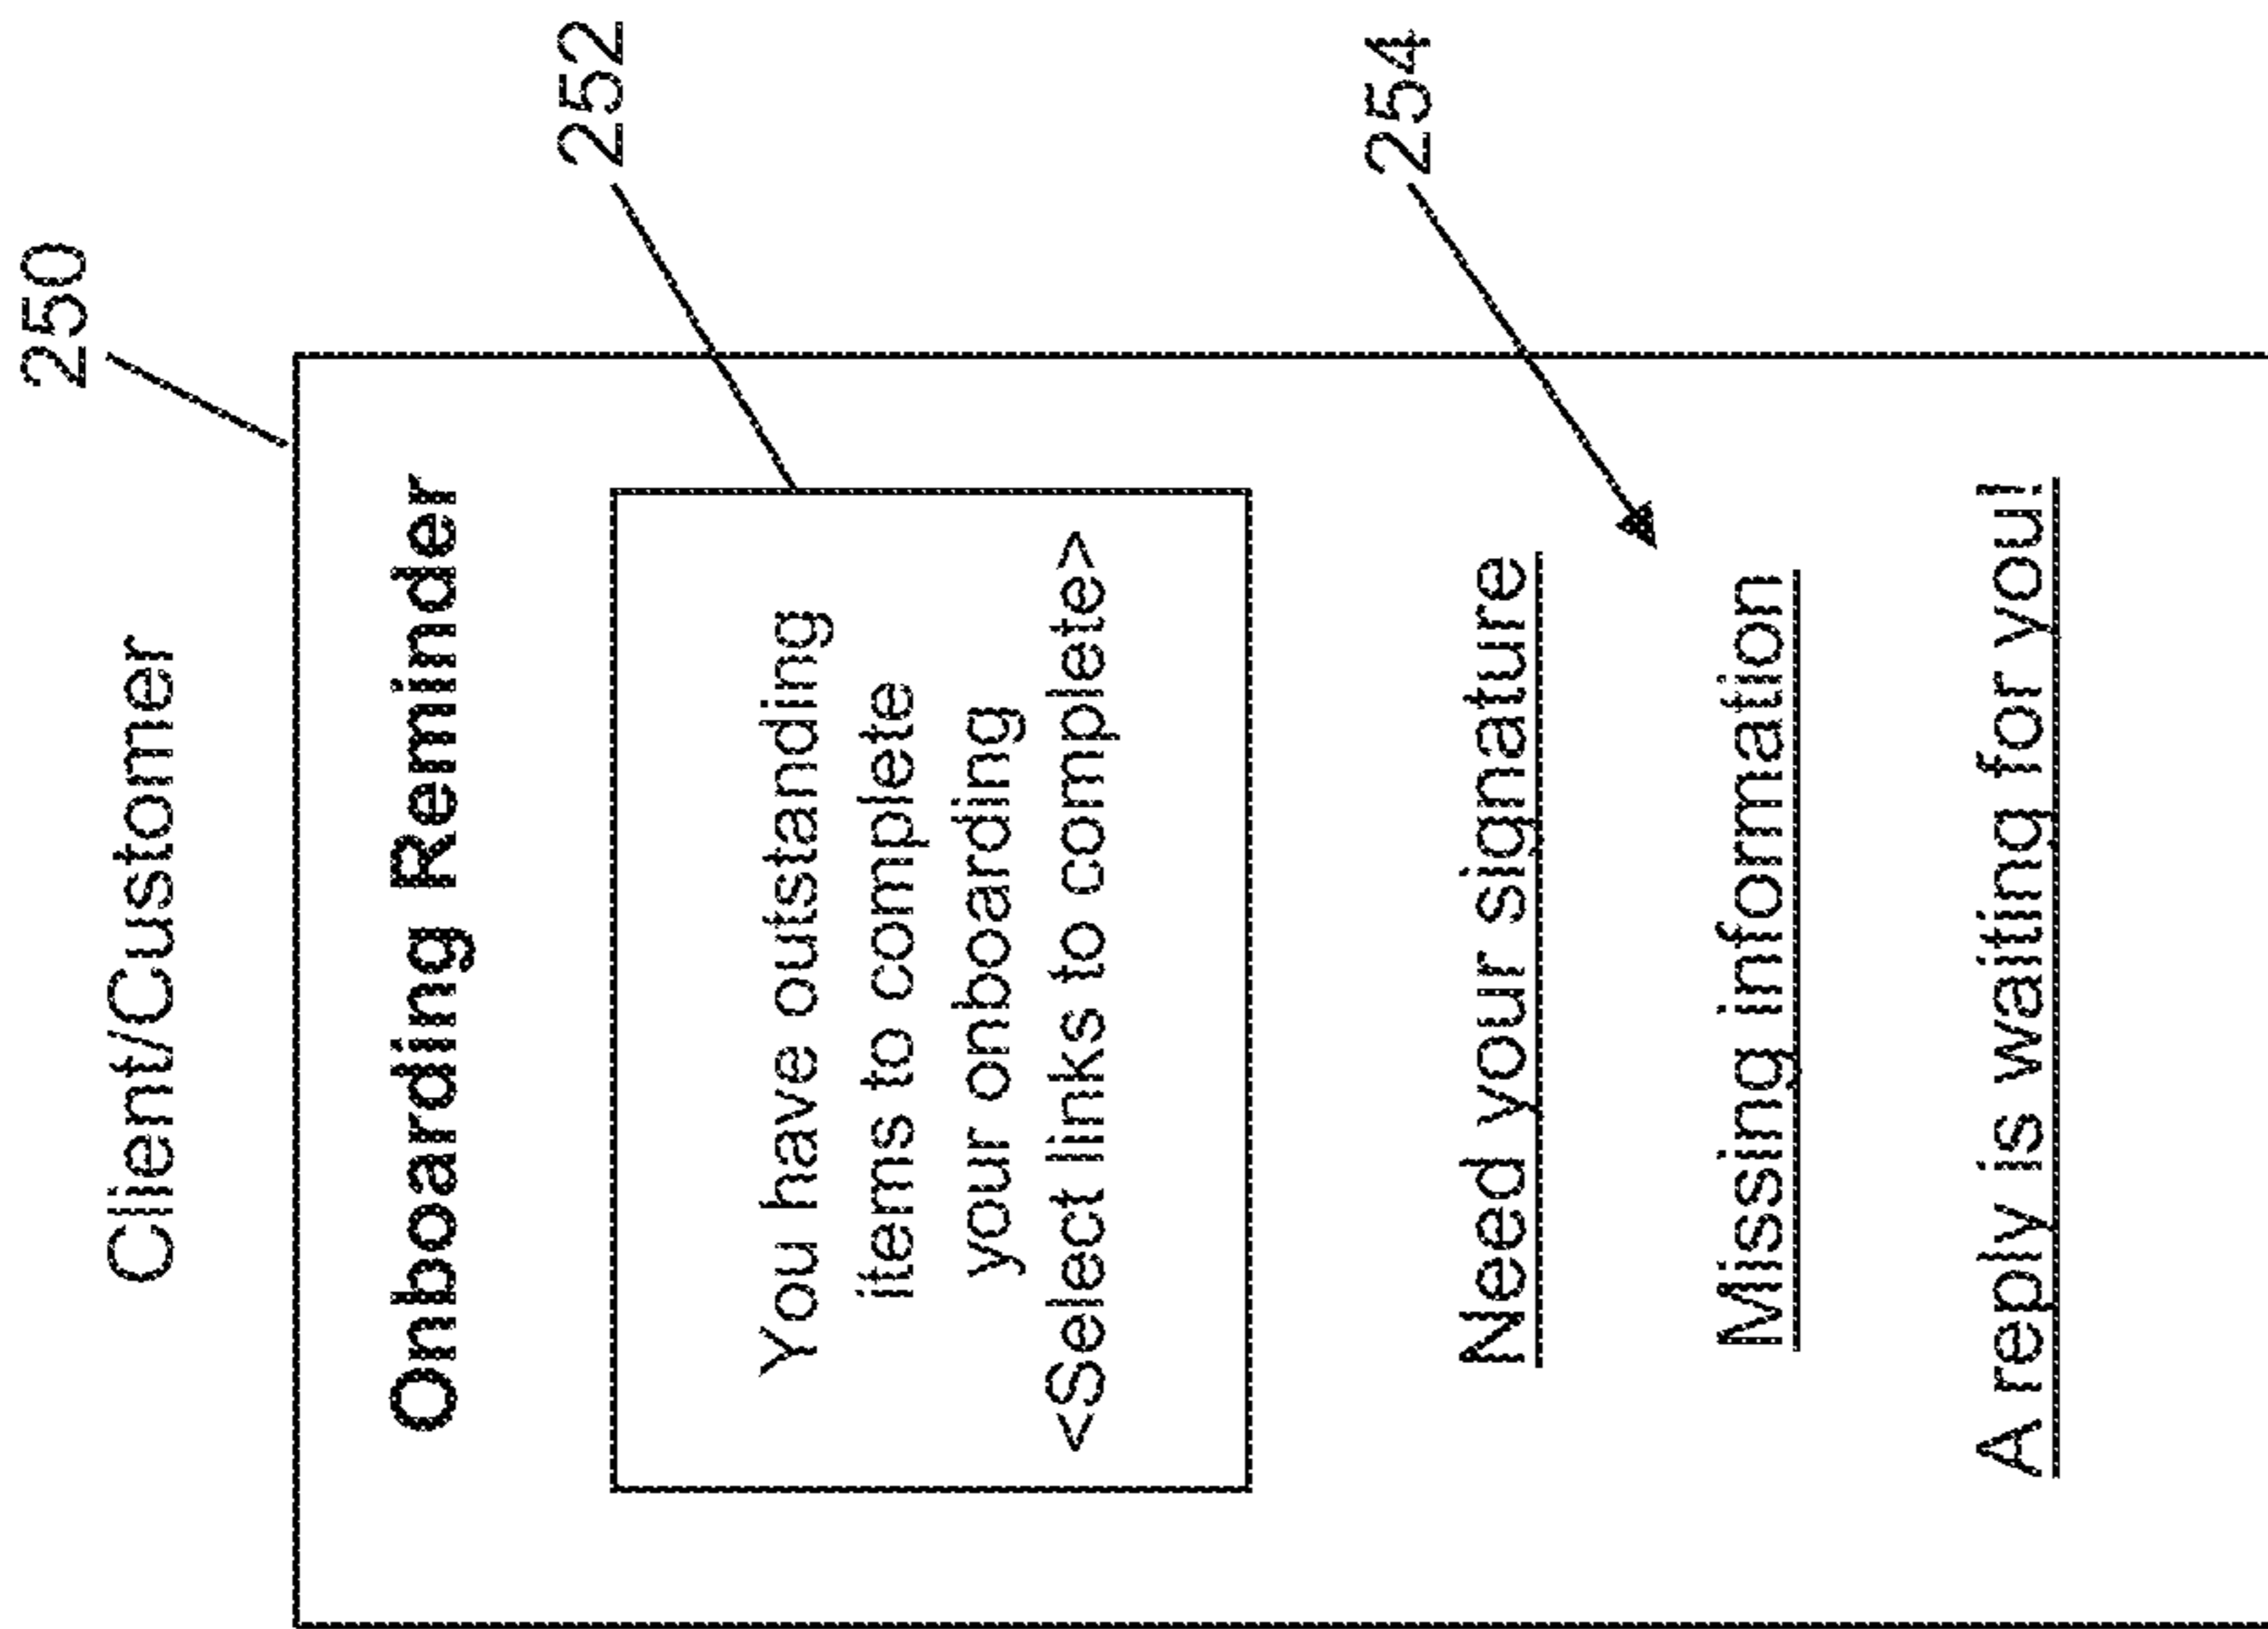 250
Client/Customer
Onboarding Reminder
252
You have outstanding
items to complete
your onboarding
<Select links to complete>
254
Need your signature
Missing information
A reply is waiting for you!